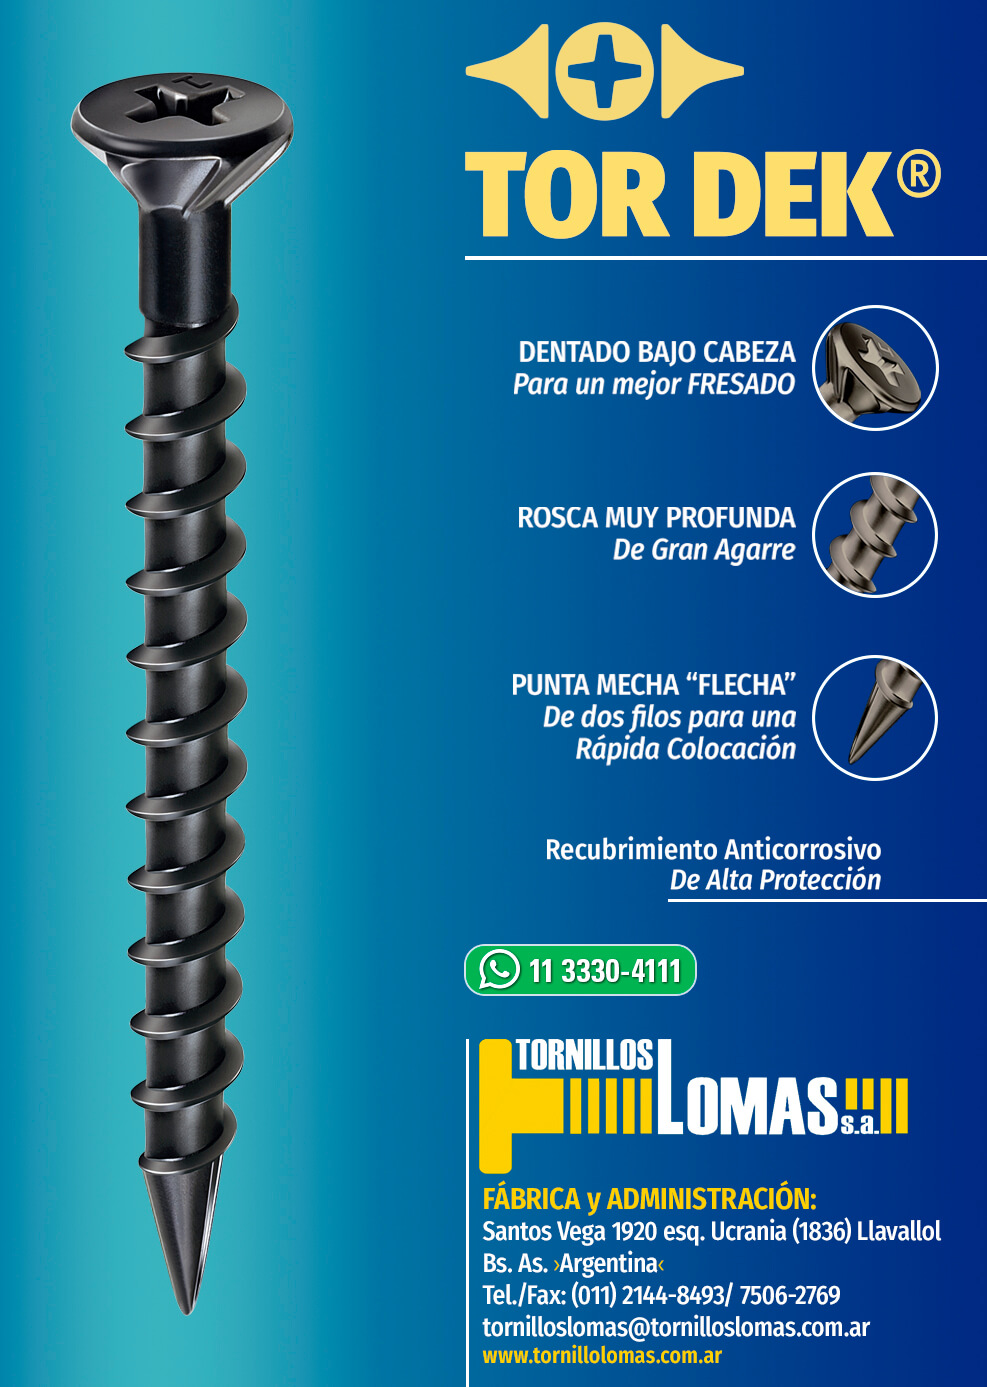 TOR DEK®
DENTADO BAJO CABEZA
Para un mejor FRESADO
ROSCA MUY PROFUNDA
De Gran Agarre
PUNTA MECHA “FLECHA”
De dos filos para una
Rápida Colocación
Recubrimiento Anticorrosivo
De Alta Protección
11 3330-4111
TORNILLOS
LOMAS s.a.
FÁBRICA y ADMINISTRACIÓN:
Santos Vega 1920 esq. Ucrania (1836) Llavallol
Bs. As. ›Argentina‹
Tel./Fax: (011) 2144-8493/ 7506-2769
tornilloslomas@tornilloslomas.com.ar
www.tornillolomas.com.ar